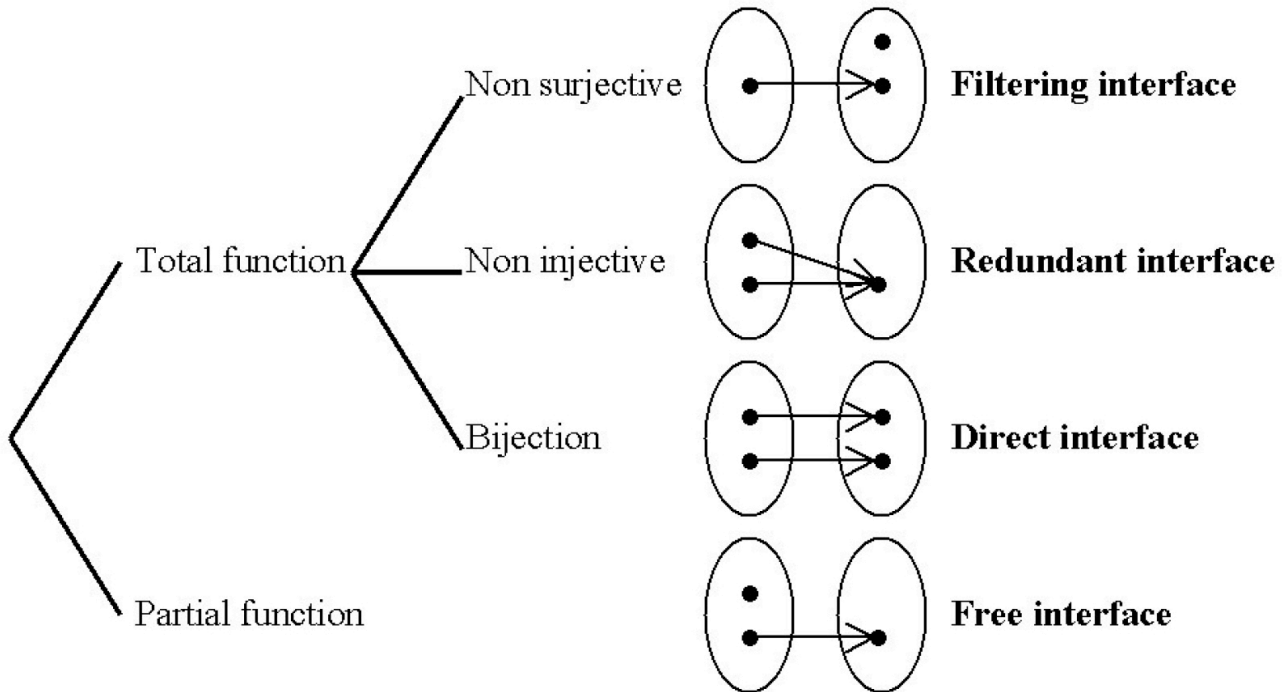 Non surjective Filtering interface
Total function Non injective Redundant interface
Bijection Direct interface
Partial function Free interface